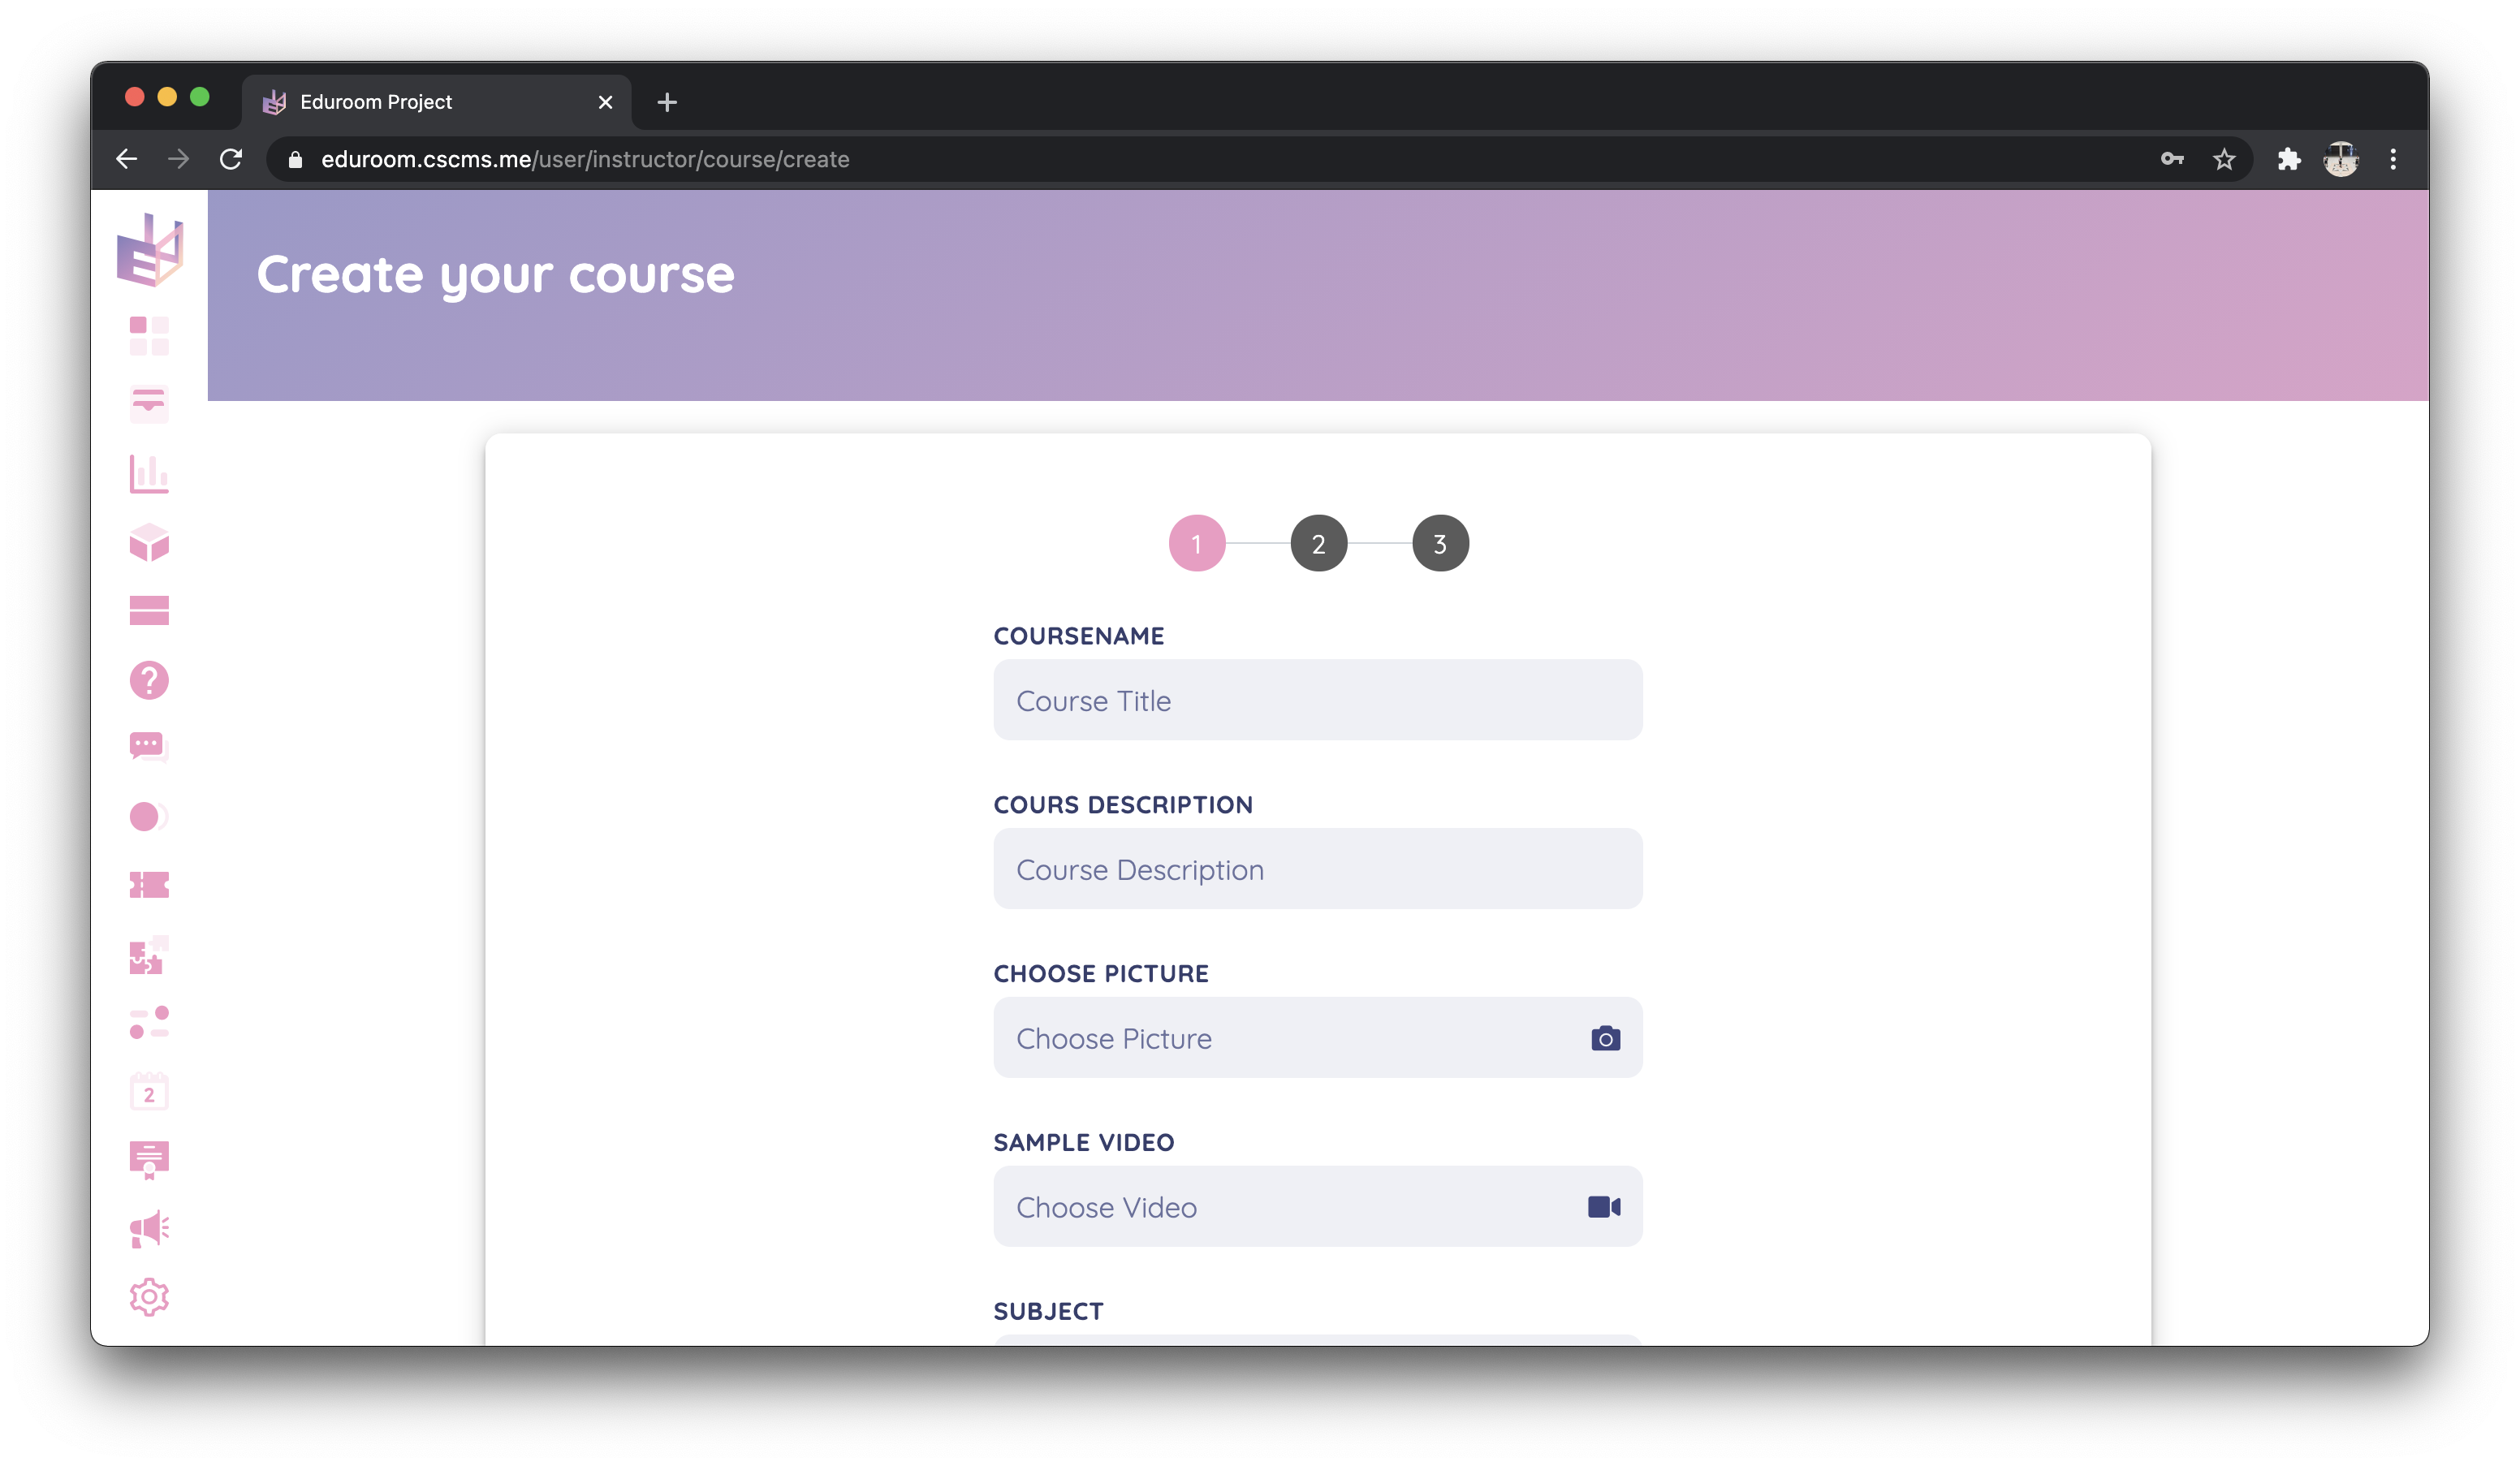 Eduroom Project
eduroom.cscms.me/user/instructor/course/create
Create your course
1 2 3
COURSENAME
Course Title
COURS DESCRIPTION
Course Description
CHOOSE PICTURE
Choose Picture
SAMPLE VIDEO
Choose Video
SUBJECT
?
2